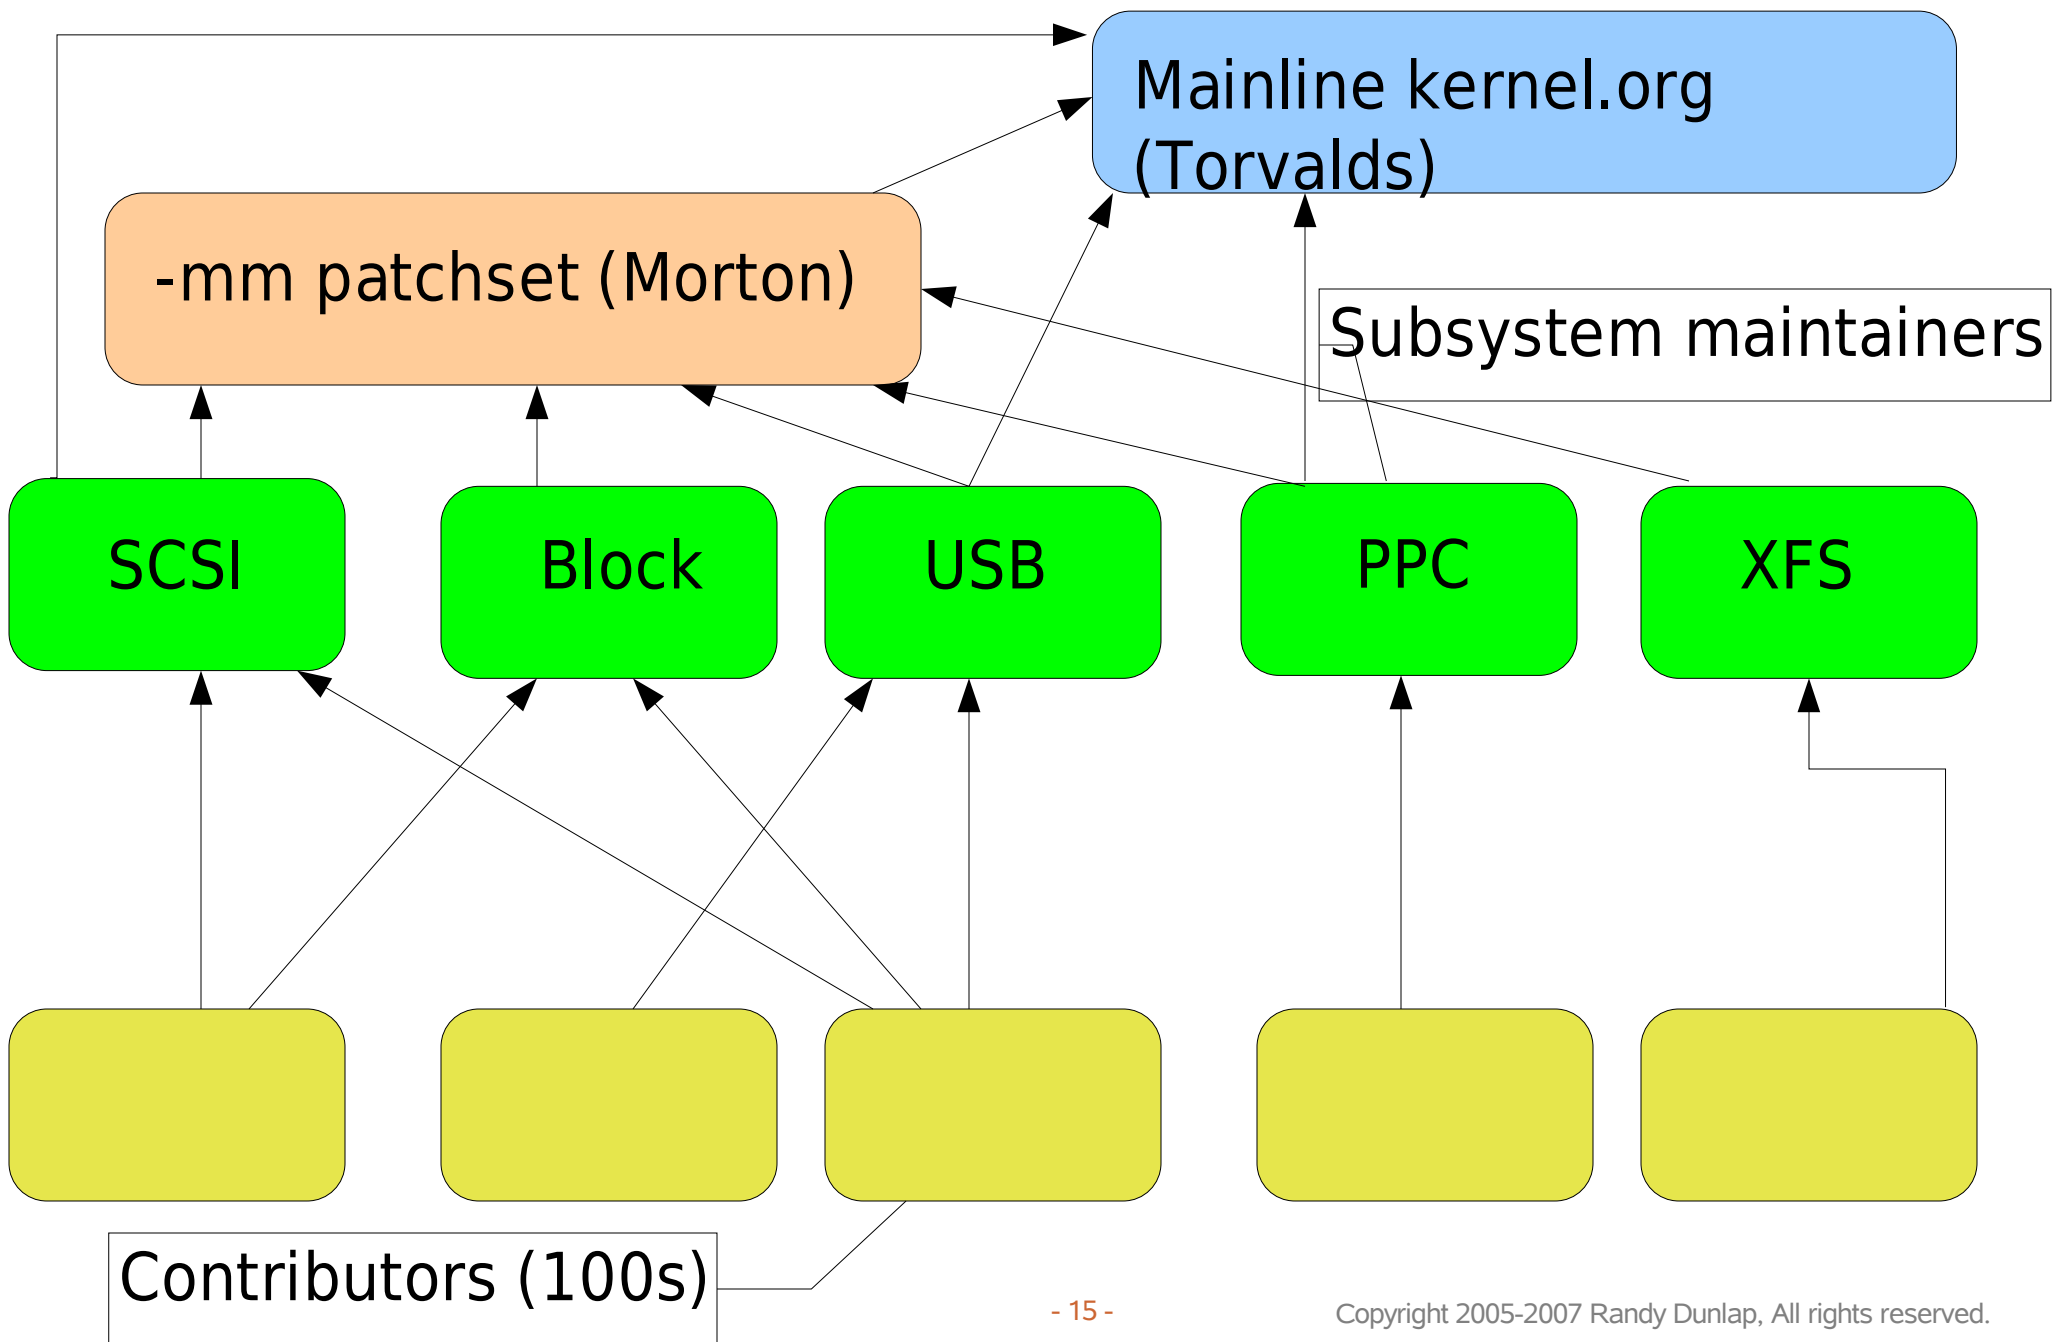 Mainline kernel.org
(Torvalds)
-mm patchset (Morton)
Subsystem maintainers
SCSI
Block
USB
PPC
XFS
Contributors (100s)
- 15 -
Copyright 2005-2007 Randy Dunlap, All rights reserved.